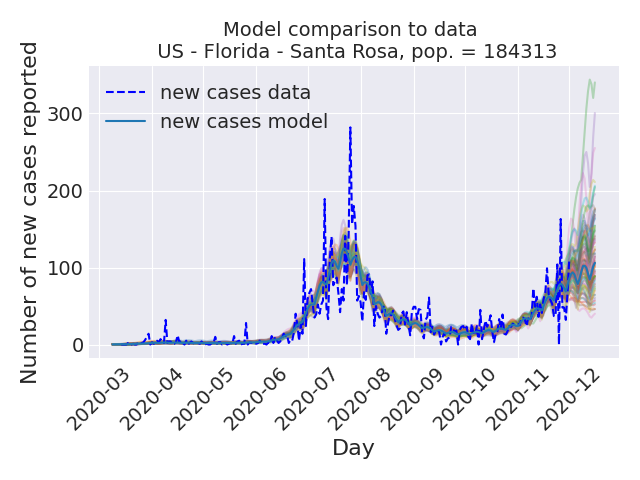 Model comparison to data
US - Florida - Santa Rosa, pop. = 184313
Number of new cases reported
new cases data
new cases model
300
200
100
0
2020-03
2020-04
2020-05
2020-06
2020-07
2020-08
2020-09
2020-10
2020-11
2020-12
Day